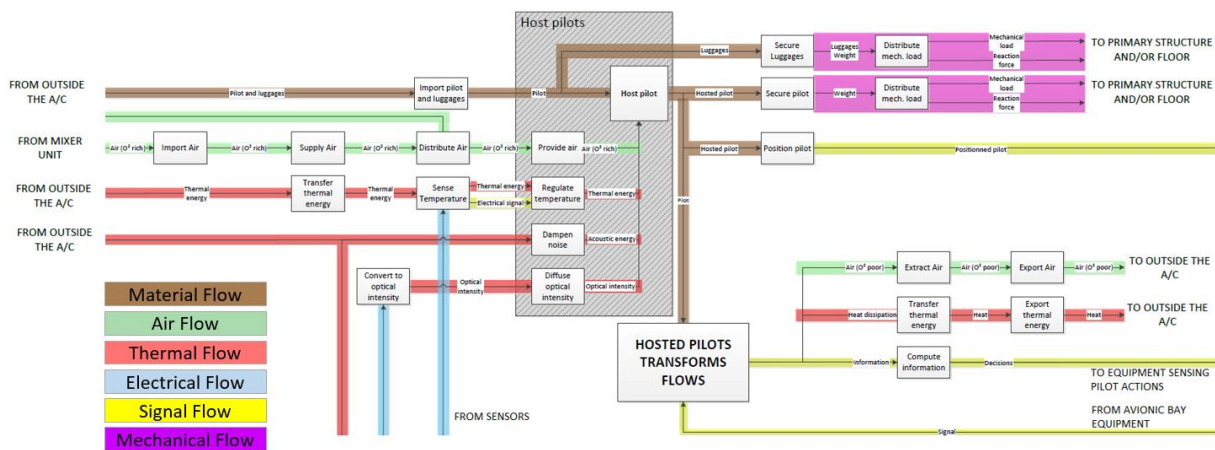 Host pilots
FROM OUTSIDE
THE A/C
Pilot and luggages
Import pilot
and luggages
Pilot
Host pilot
Luggages
Secure
Luggages
Luggages
Weight
Distribute
mech. load
Mechanical
load
Reaction
force
TO PRIMARY STRUCTURE
AND/OR FLOOR
Hosted pilot
Secure pilot
Weight
Distribute
mech. load
Mechanical
load
Reaction
force
TO PRIMARY STRUCTURE
AND/OR FLOOR
FROM MIXER
UNIT
Air (O² rich)
Import Air
Air (O² rich)
Supply Air
Air (O² rich)
Distribute Air
Air (O² rich)
Provide air
Air (O² rich)
Hosted pilot
Position pilot
Positionned pilot
Pilot
FROM OUTSIDE
THE A/C
Thermal
energy
Transfer
thermal
energy
Thermal
energy
Sense
Temperature
Thermal energy
Electrical signal
Regulate
temperature
Thermal energy
FROM OUTSIDE
THE A/C
Dampen
noise
Acoustic energy
Convert to
optical
intensity
Optical
intensity
Diffuse
optical
intensity
Optical intensity
Air (O² poor)
Extract Air
Air (O² poor)
Export Air
Air (O² poor)
TO OUTSIDE THE
A/C
Heat dissipation
Transfer
thermal
energy
Heat
Export
thermal
energy
Heat
TO OUTSIDE THE
A/C
HOSTED PILOTS
TRANSFORMS
FLOWS
Information
Compute
information
Decisions
TO EQUIPMENT SENSING
PILOT ACTIONS
FROM AVIONIC BAY
EQUIPMENT
Signal
FROM SENSORS
Material Flow
Air Flow
Thermal Flow
Electrical Flow
Signal Flow
Mechanical Flow